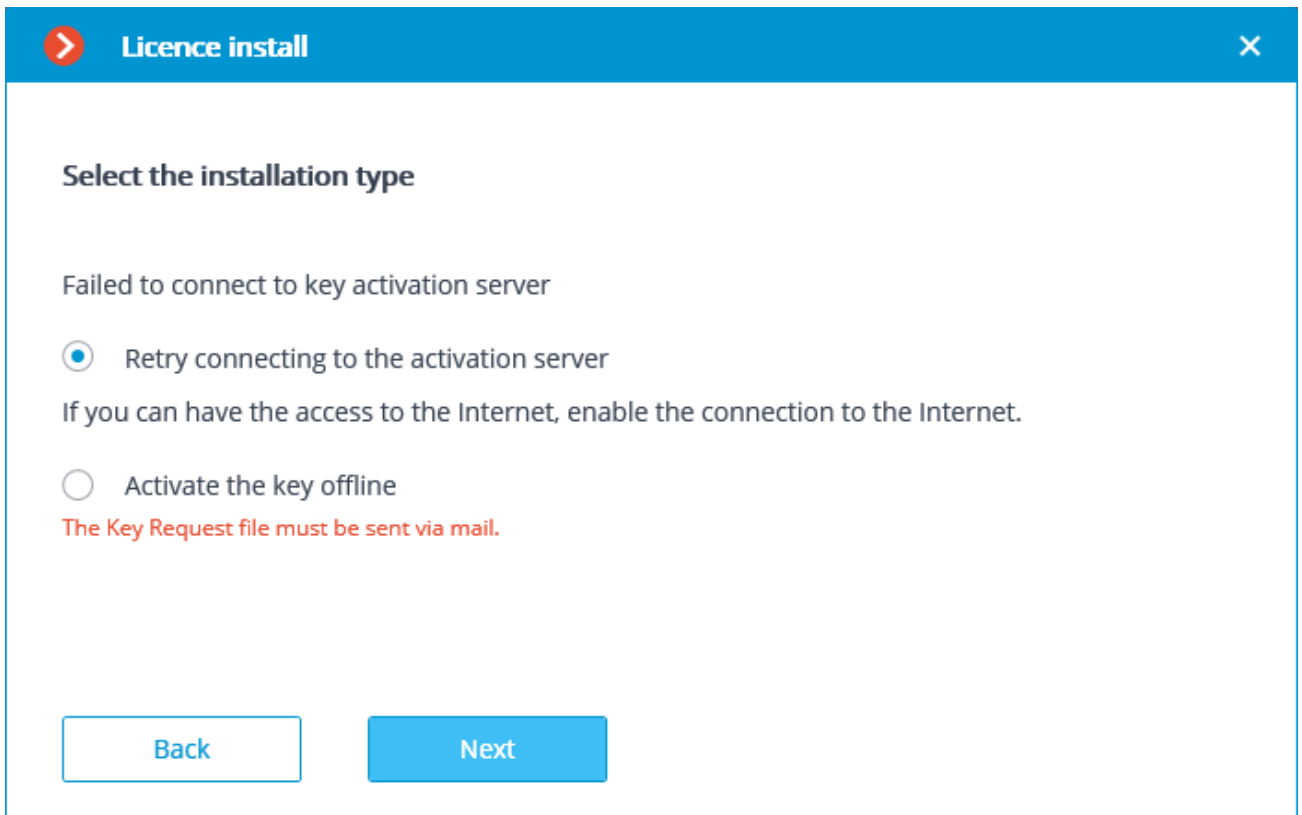 Licence install
Select the installation type
Failed to connect to key activation server
Retry connecting to the activation server
If you can have the access to the Internet, enable the connection to the Internet.
Activate the key offline
The Key Request file must be sent via mail.
Back
Next